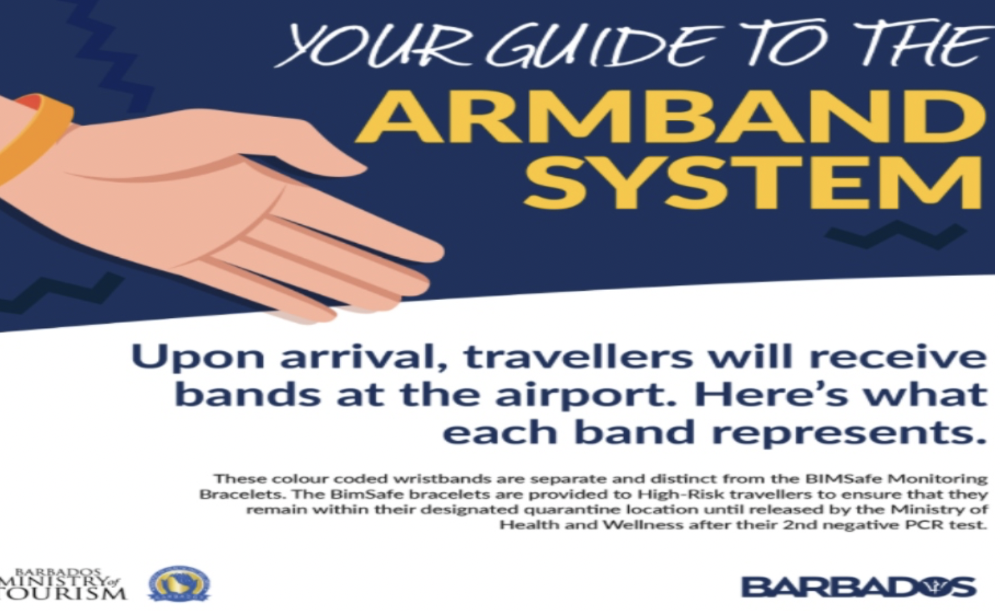 YOUR GUIDE TO THE
ARMBAND
SYSTEM
Upon arrival, travellers will receive
bands at the airport. Here's what
each band represents.
These colour coded wristbands are separate and distinct from the BIMSafe Monitoring
Bracelets. The BimSafe bracelets are provided to High-Risk travellers to ensure that they
remain within their designated quarantine location until released by the Ministry of
Health and Wellness after their 2nd negative PCR test.
BARBADOS
MINISTRY of
TOURISM
BARBADOS